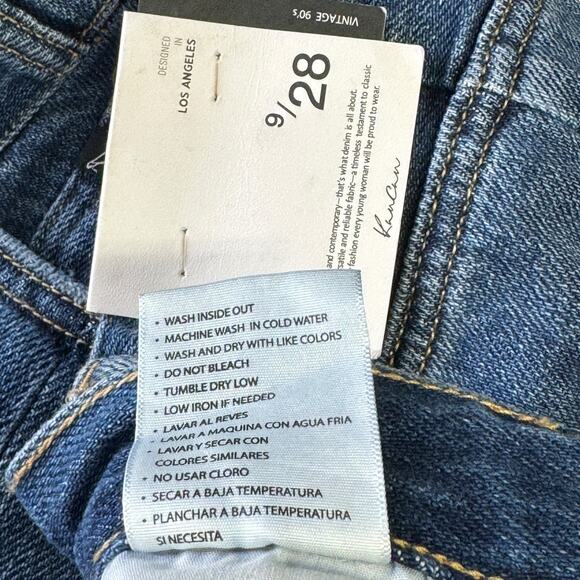 VINTAGE 90's
DESIGNED
IN
LOS ANGELES
9/28
and contemporary—that's what denim is all about.
satile and reliable fabric—a timeless testament to classic
fashion every young woman will be proud to wear.
Kancan
• WASH INSIDE OUT
• MACHINE WASH IN COLD WATER
• WASH AND DRY WITH LIKE COLORS
• DO NOT BLEACH
• TUMBLE DRY LOW
• LOW IRON IF NEEDED
• LAVAR AL REVES
• LAVAR A MAQUINA CON AGUA FRIA
• LAVAR Y SECAR CON
COLORES SIMILARES
• NO USAR CLORO
• SECAR A BAJA TEMPERATURA
• PLANCHAR A BAJA TEMPERATURA
SI NECESITA